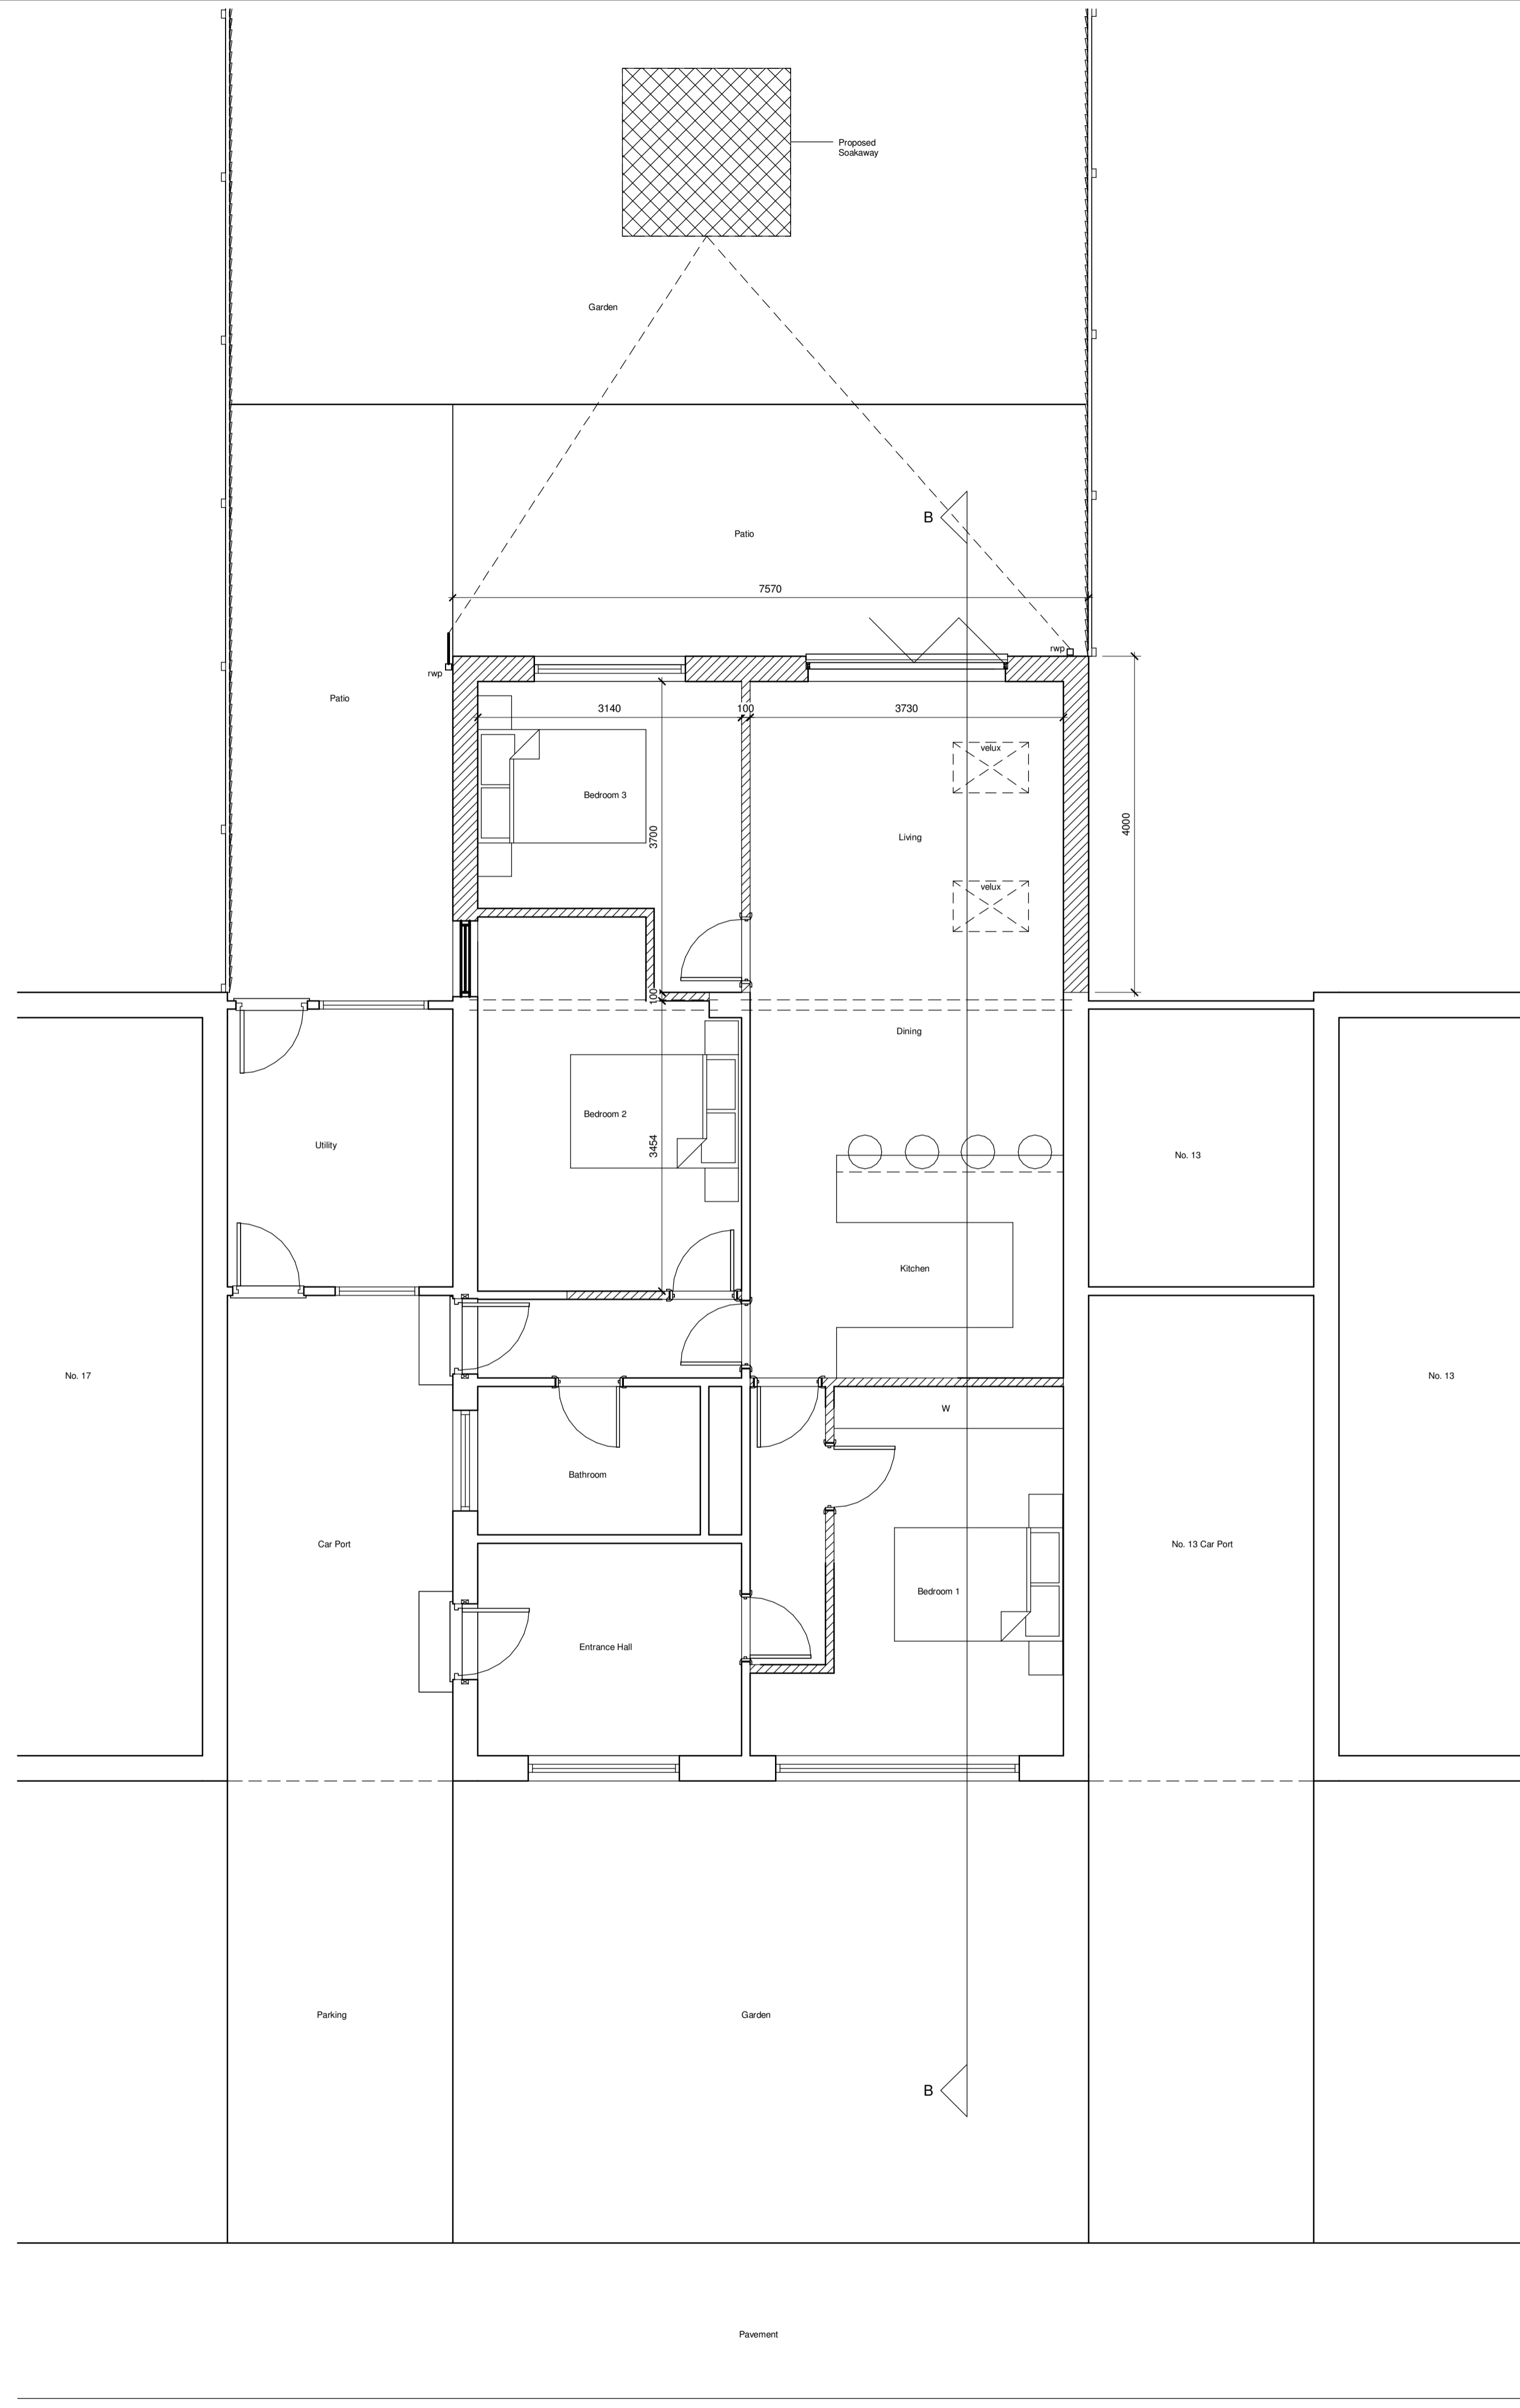 Proposed
Soakaway
Garden
B
Patio
7570
rwp
rwp
Patio
3140
100
3730
velux
Bedroom 3
3700
4000
Living
velux
100
Dining
Bedroom 2
3454
Utility
No. 13
Kitchen
No. 17
No. 13
W
Bathroom
Car Port
No. 13 Car Port
Bedroom 1
Entrance Hall
Parking
Garden
B
Pavement